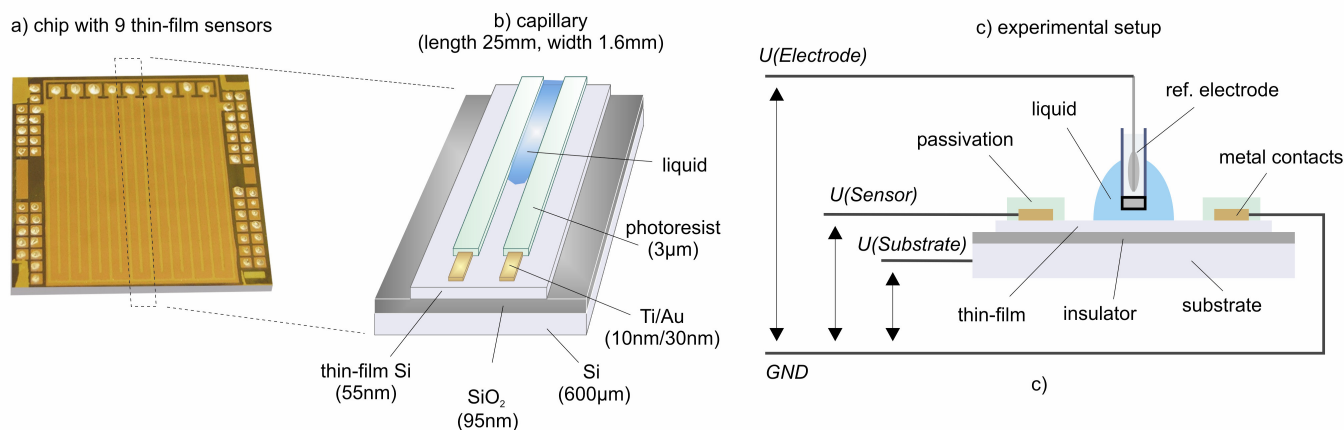 a) chip with 9 thin-film sensors
b) capillary
(length 25mm, width 1.6mm)
liquid
photoresist
(3µm)
Ti/Au
(10nm/30nm)
thin-film Si
(55nm)
SiO₂
(95nm)
Si
(600µm)
c) experimental setup
U(Electrode)
ref. electrode
liquid
passivation
metal contacts
U(Sensor)
U(Substrate)
thin-film
insulator
substrate
GND
c)